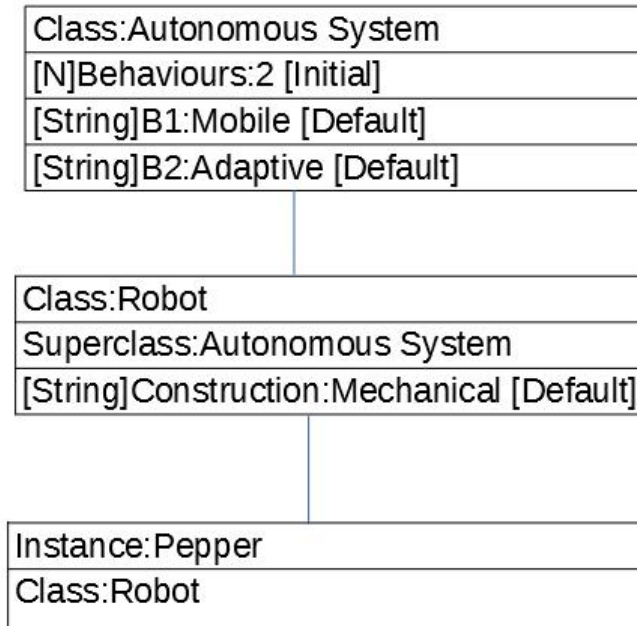 Class:Autonomous System
[N]Behaviours:2 [Initial]
[String]B1:Mobile [Default]
[String]B2:Adaptive [Default]
Class:Robot
Superclass:Autonomous System
[String]Construction:Mechanical [Default]
Instance:Pepper
Class:Robot